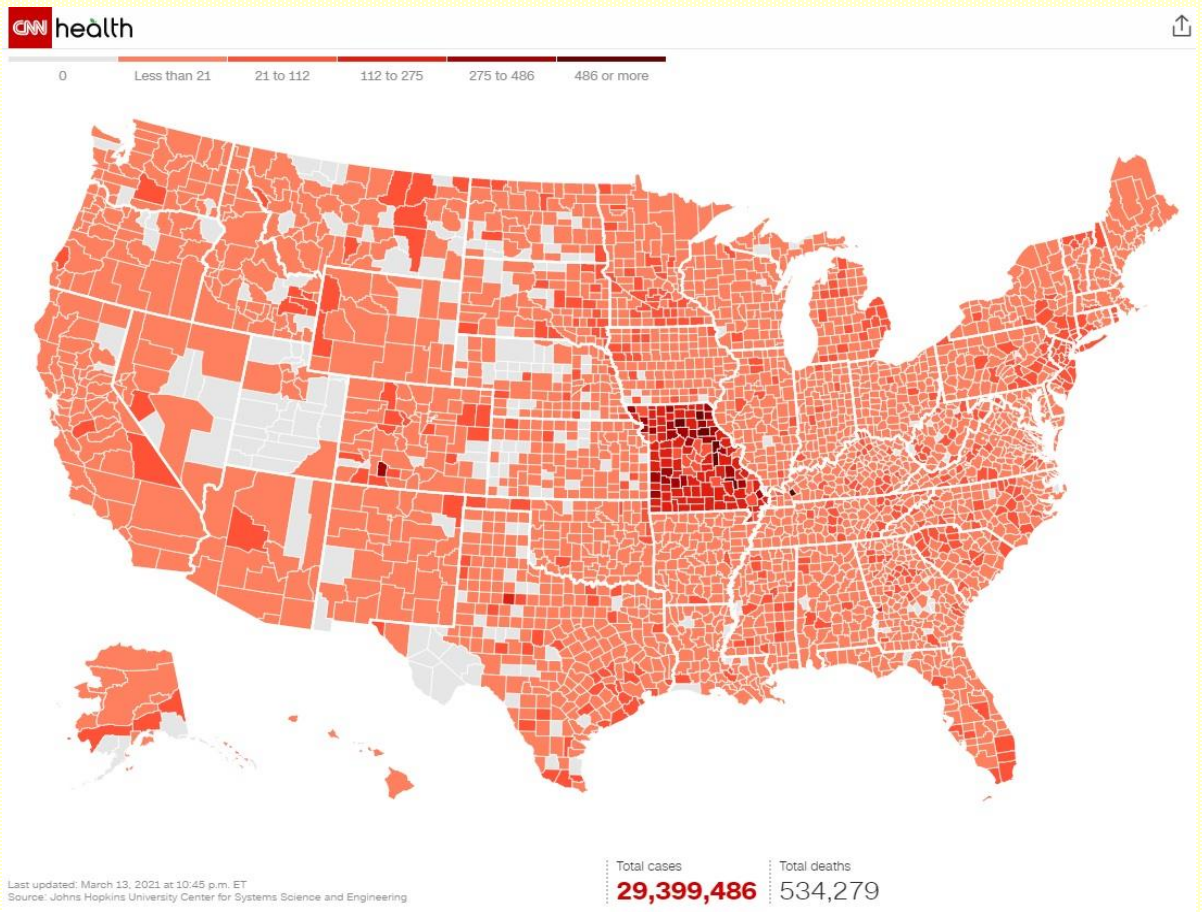 CNN health
0 Less than 21 21 to 112 112 to 275 275 to 486 486 or more
Total cases Total deaths
29,399,486 534,279
Last updated: March 13, 2021 at 10:45 p.m. ET
Source: Johns Hopkins University Center for Systems Science and Engineering